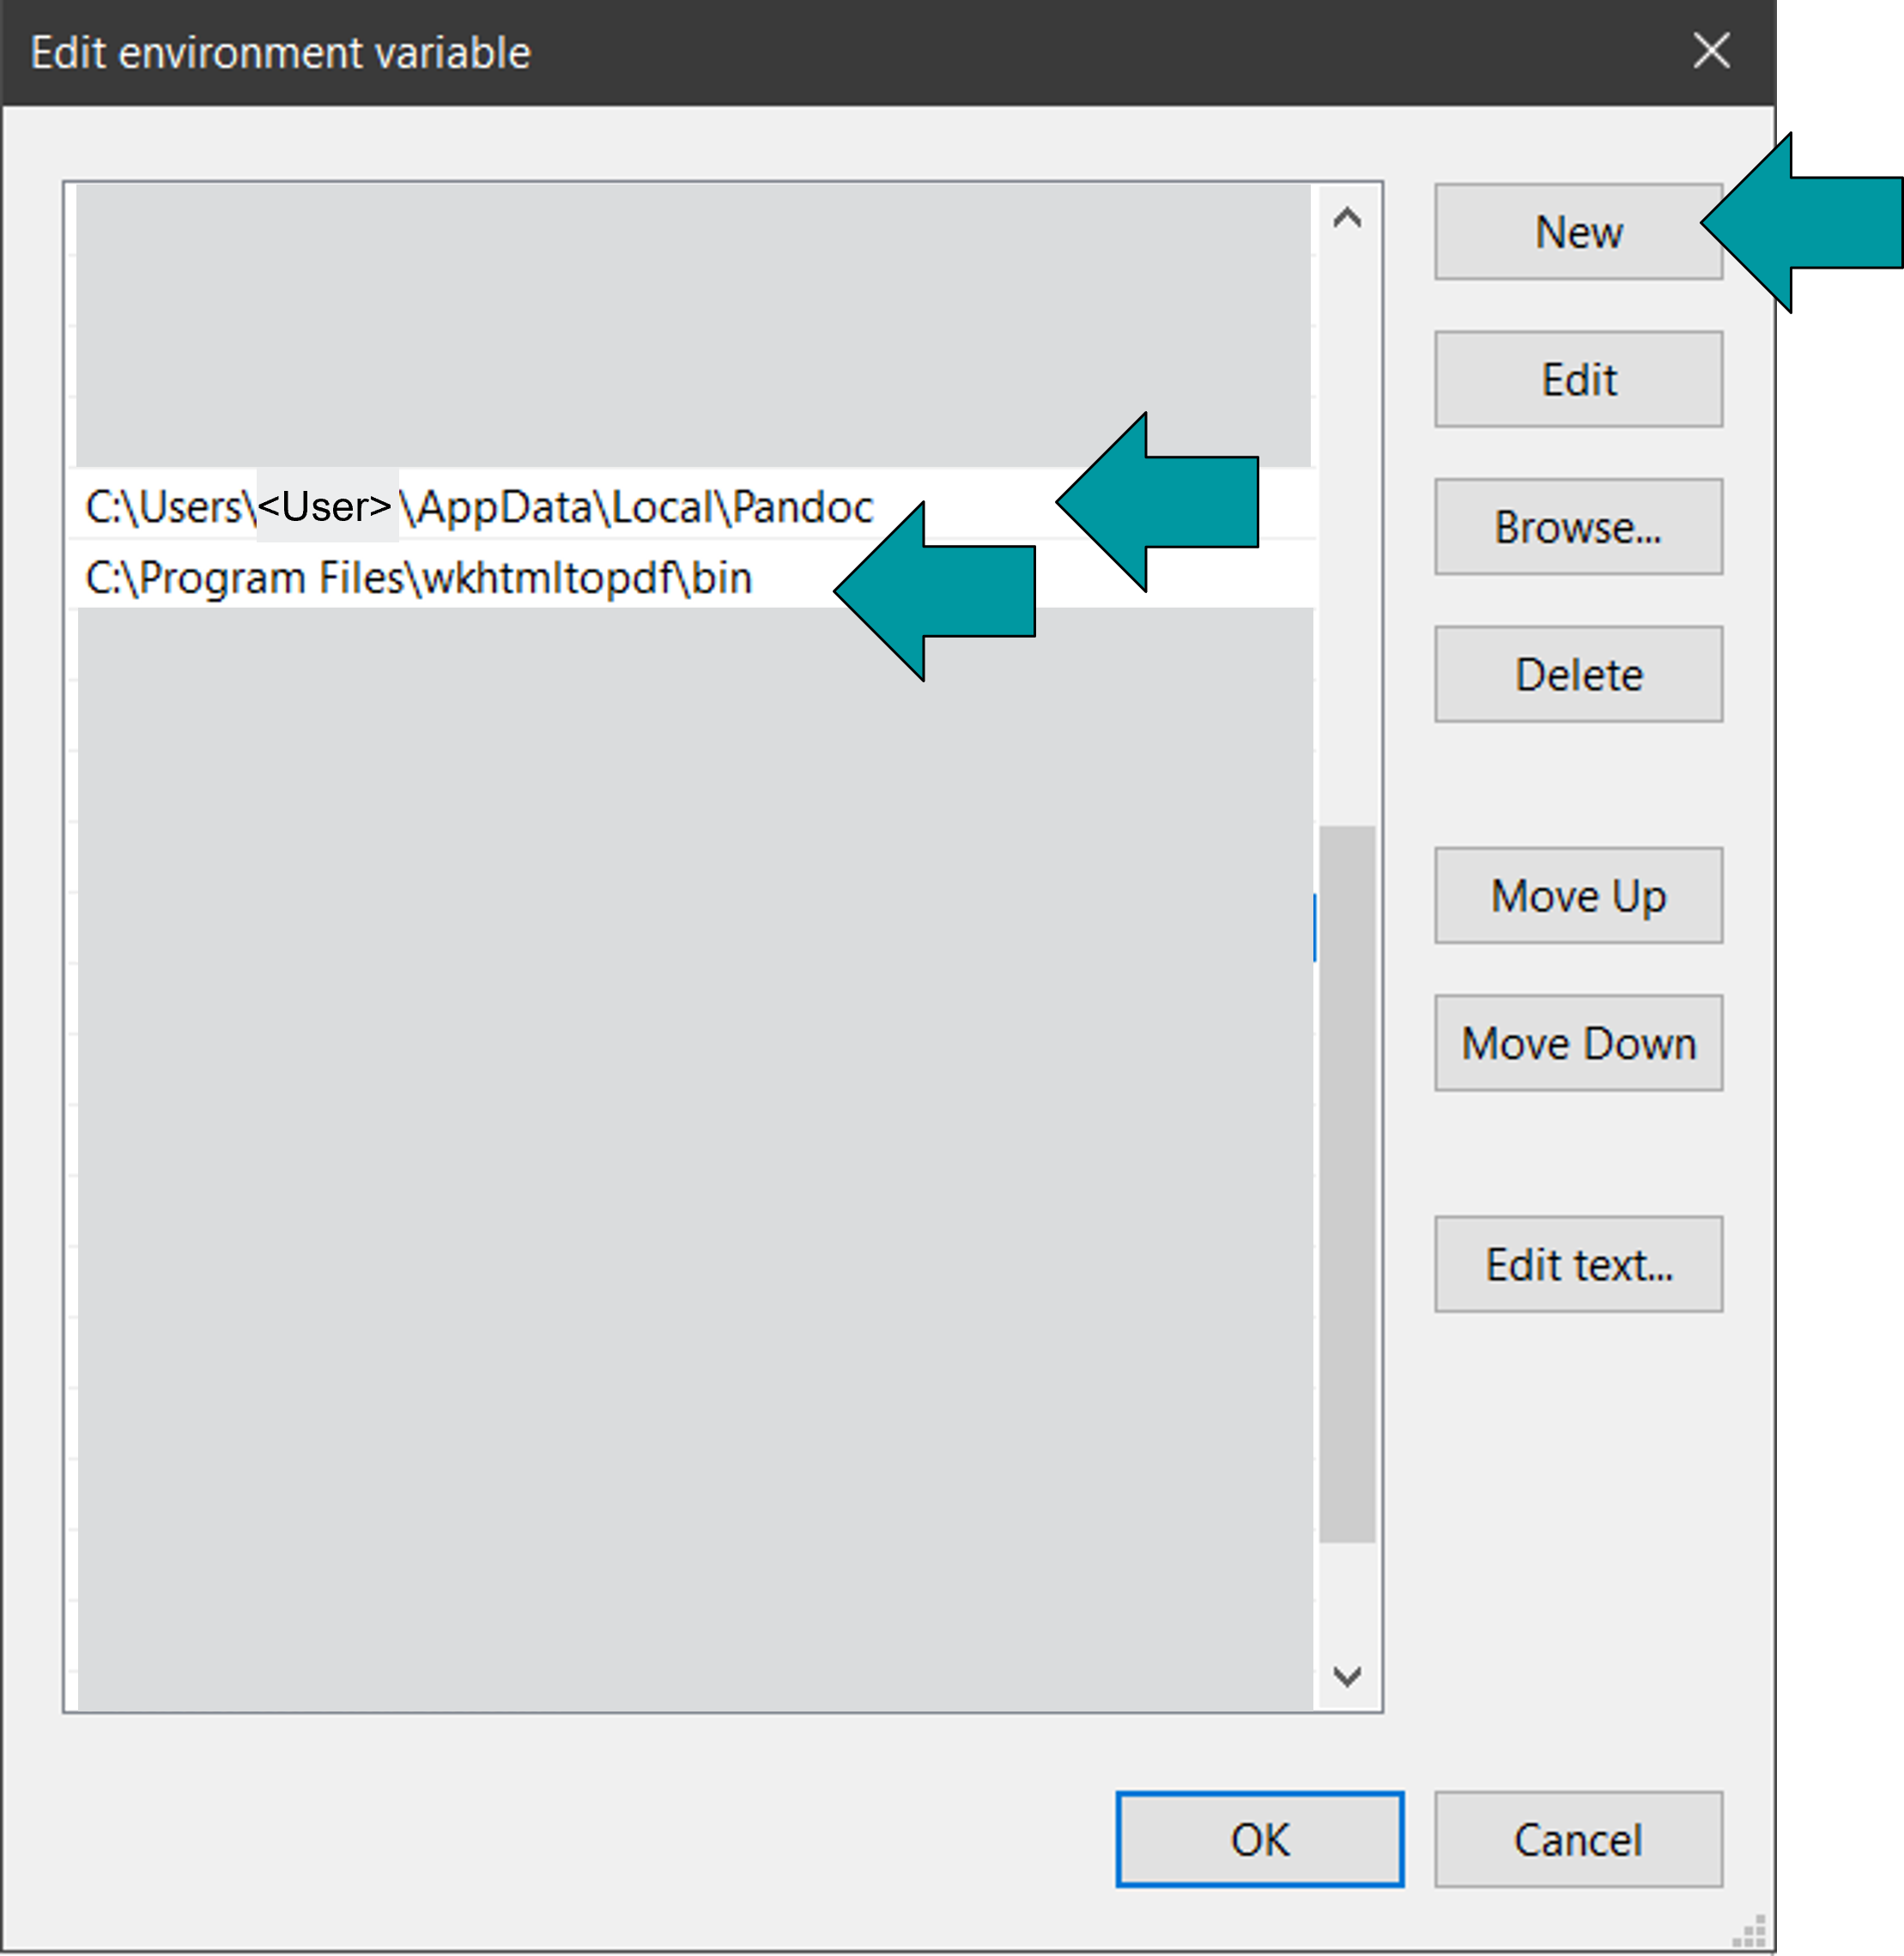 Edit environment variable
New
Edit
C:\Users\<User>\AppData\Local\Pandoc
Browse...
C:\Program Files\wkhtmltopdf\bin
Delete
Move Up
Move Down
Edit text...
OK
Cancel